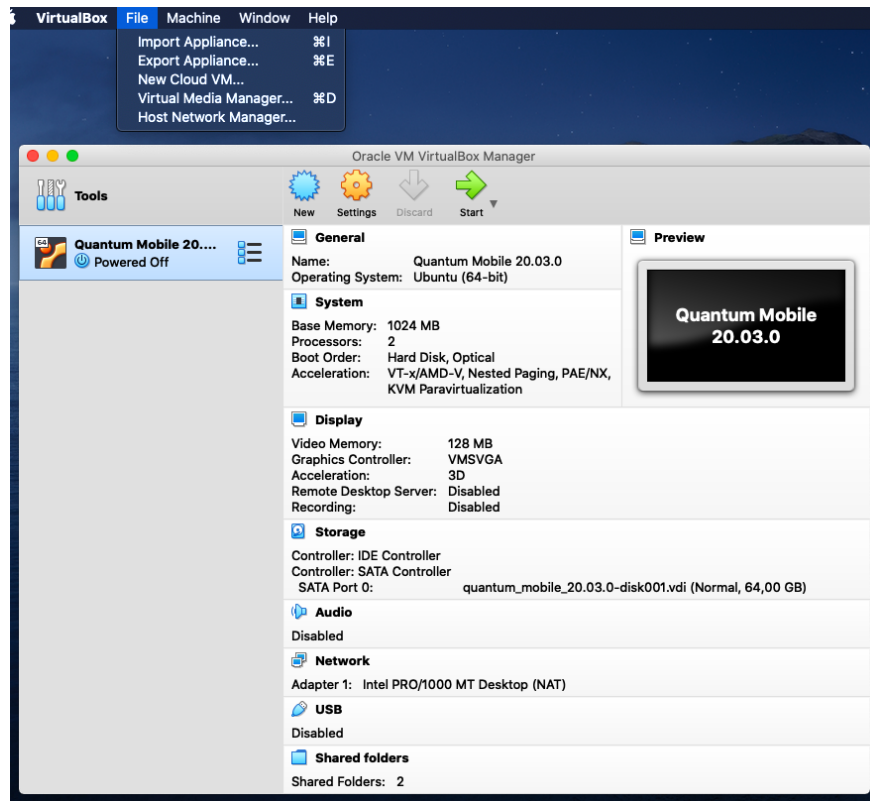 VirtualBox File Machine Window Help
Import Appliance... ⌘I
Export Appliance... ⌘E
New Cloud VM...
Virtual Media Manager... ⌘D
Host Network Manager...
Oracle VM VirtualBox Manager
Tools
New Settings Discard Start
64
Quantum Mobile 20....
Powered Off
General
Name: Quantum Mobile 20.03.0
Operating System: Ubuntu (64-bit)
Preview
Quantum Mobile
20.03.0
System
Base Memory: 1024 MB
Processors: 2
Boot Order: Hard Disk, Optical
Acceleration: VT-x/AMD-V, Nested Paging, PAE/NX,
KVM Paravirtualization
Display
Video Memory: 128 MB
Graphics Controller: VMSVGA
Acceleration: 3D
Remote Desktop Server: Disabled
Recording: Disabled
Storage
Controller: IDE Controller
Controller: SATA Controller
SATA Port 0: quantum_mobile_20.03.0-disk001.vdi (Normal, 64,00 GB)
Audio
Disabled
Network
Adapter 1: Intel PRO/1000 MT Desktop (NAT)
USB
Disabled
Shared folders
Shared Folders: 2